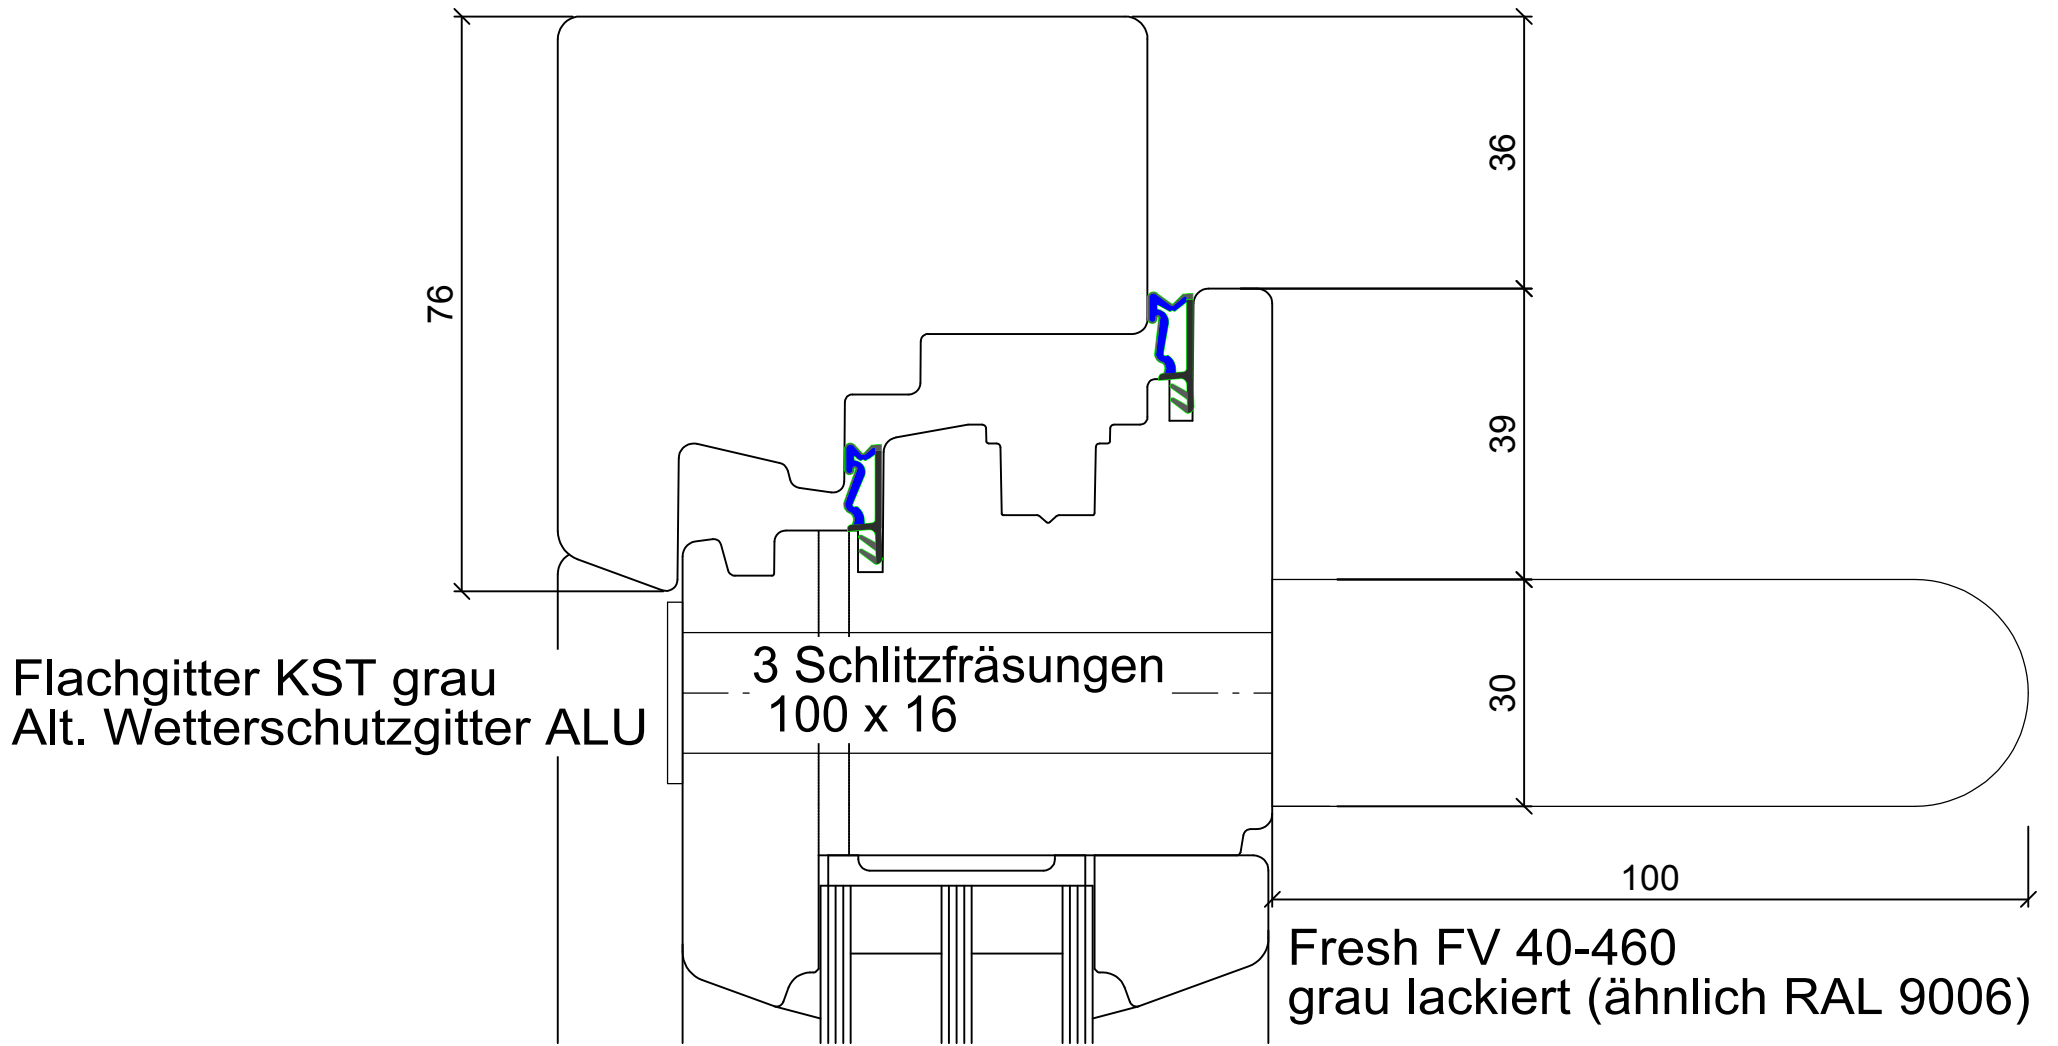 36
76
39
3 Schlitzfräsungen
100 x 16
Flachgitter KST grau
Alt. Wetterschutzgitter ALU
30
100
Fresh FV 40-460
grau lackiert (ähnlich RAL 9006)